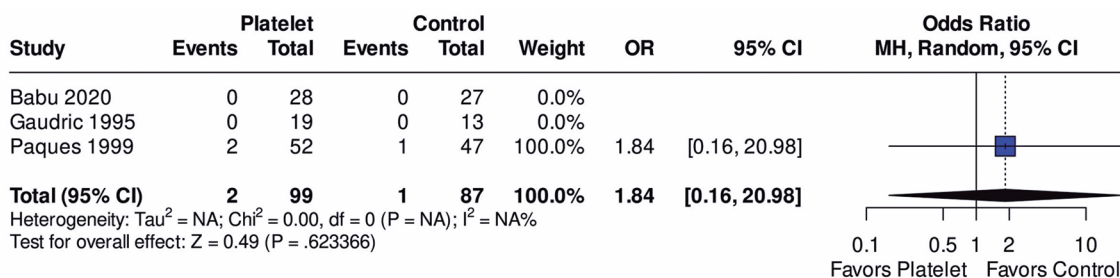 Platelet Control Odds Ratio
Study Events Total Events Total Weight OR 95% CI MH, Random, 95% CI
Babu 2020 0 28 0 27 0.0%
Gaudric 1995 0 19 0 13 0.0%
Paques 1999 2 52 1 47 100.0% 1.84 [0.16, 20.98]
Total (95% CI) 2 99 1 87 100.0% 1.84 [0.16, 20.98]
Heterogeneity: Tau² = NA; Chi² = 0.00, df = 0 (P = NA); I² = NA%
Test for overall effect: Z = 0.49 (P = .623366)
0.1 0.5 1 2 10
Favors Platelet Favors Control